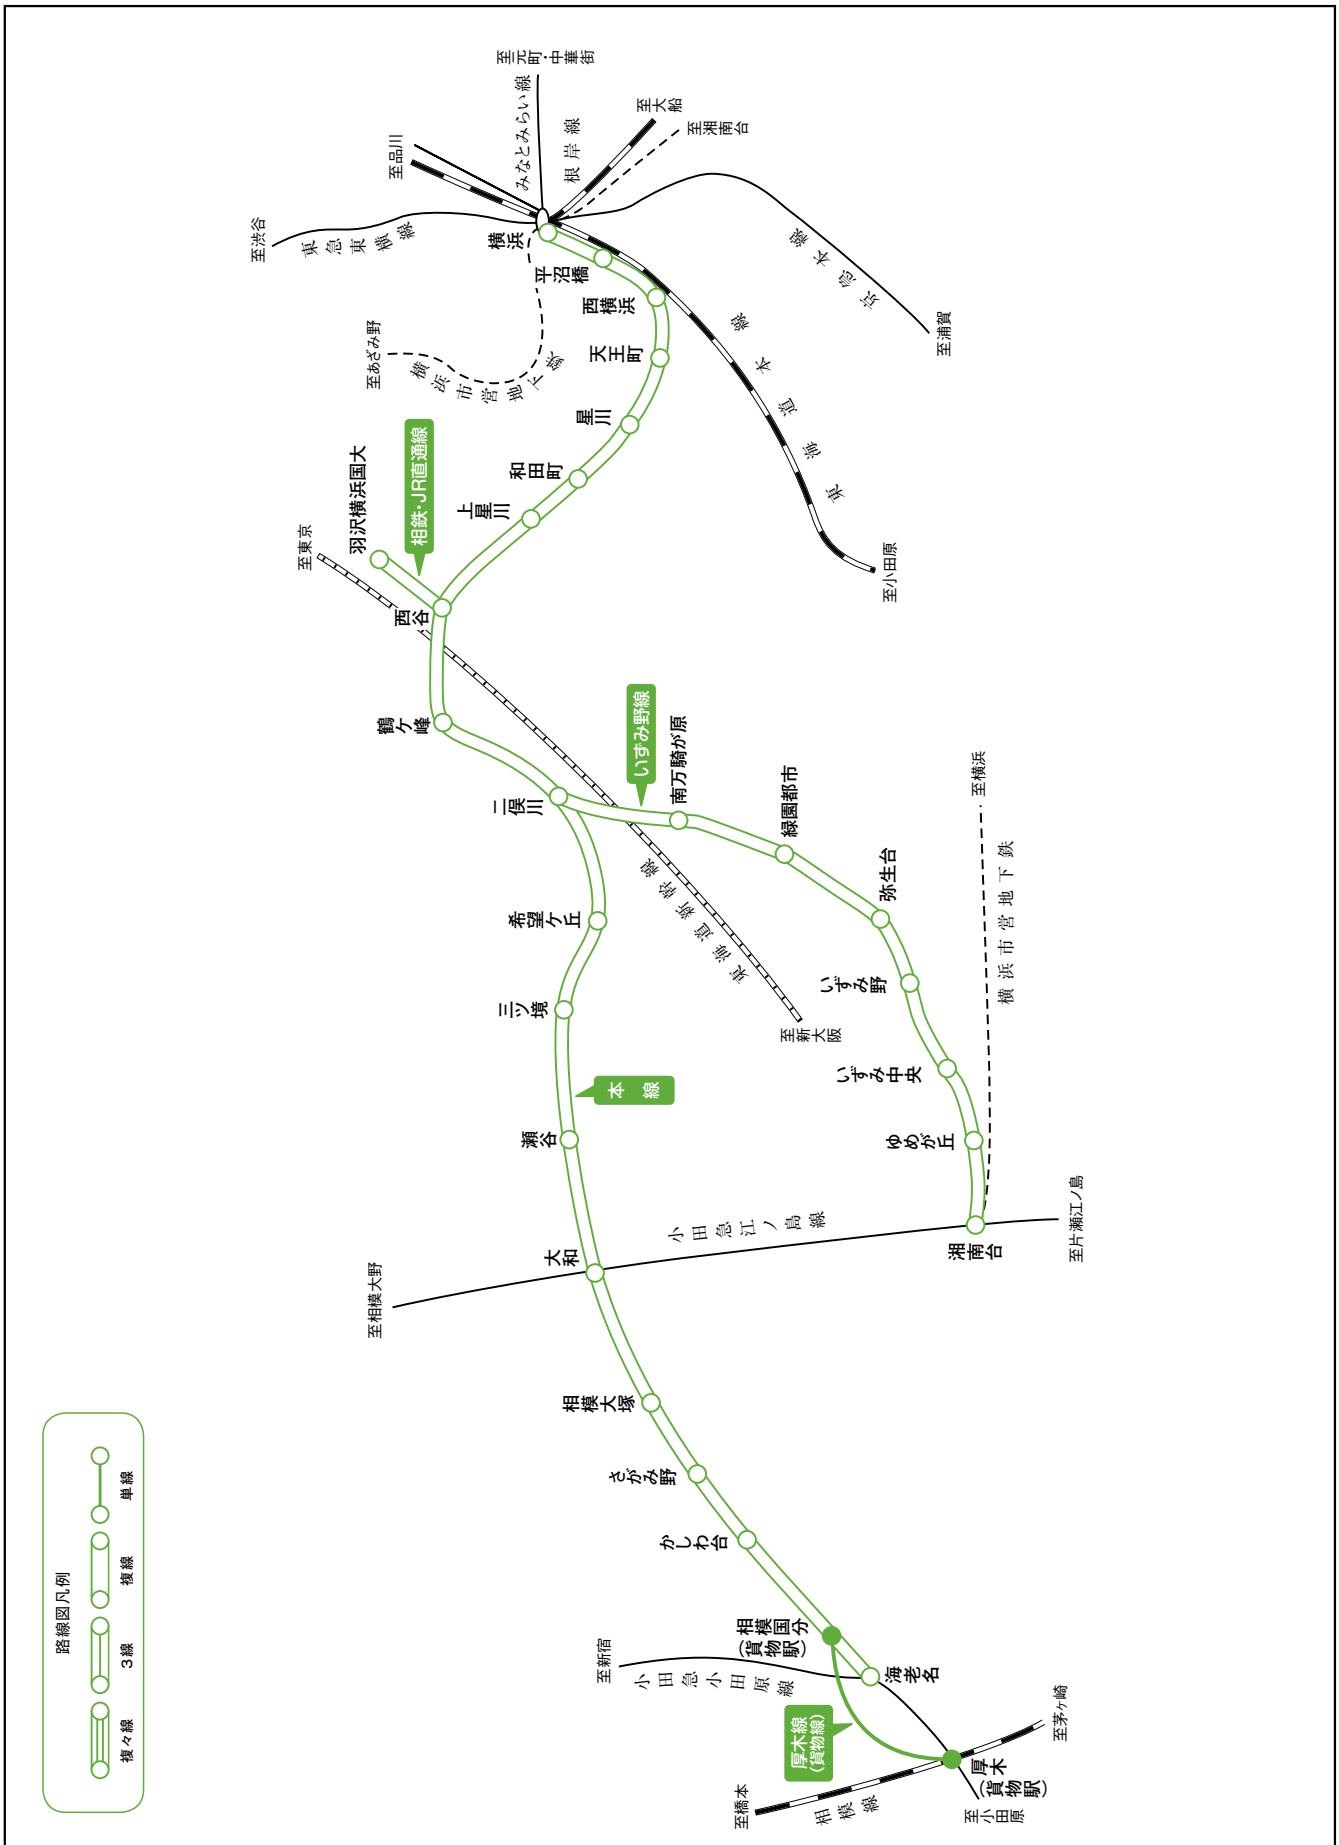 至元町・中華街
みなとみらい線
根岸線
至大船
至湘南台
至品川
至渋谷
東急東横線
横浜
平沼橋
西横浜
天王町
星川
和田町
上星川
西谷
鶴ケ峰
二俣川
希望ケ丘
三ツ境
瀬谷
大和
相模大塚
さがみ野
かしわ台
相模国分
(貨物駅)
海老名
厚木
(貨物駅)
至あざみ野
横浜市営地下鉄
京急本線
至浦賀
東海道本線
至小田原
羽沢横浜国大
相鉄・JR直通線
至東京
東海道新幹線
至新大阪
いずみ野線
南万騎が原
緑園都市
弥生台
いずみ野
いずみ中央
ゆめが丘
湘南台
至横浜
横浜市営地下鉄
本線
小田急江ノ島線
至片瀬江ノ島
至相模大野
至新宿
小田急小田原線
厚木線
(貨物線)
至橋本
相模線
至茅ヶ崎
至小田原
路線図凡例
単線
複線
3線
複々線